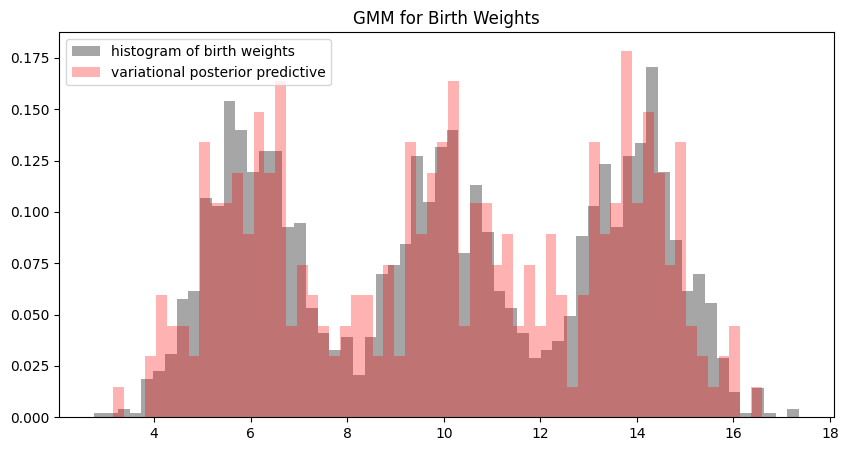 GMM for Birth Weights
histogram of birth weights
variational posterior predictive
0.175
0.150
0.125
0.100
0.075
0.050
0.025
0.000
4 6 8 10 12 14 16 18